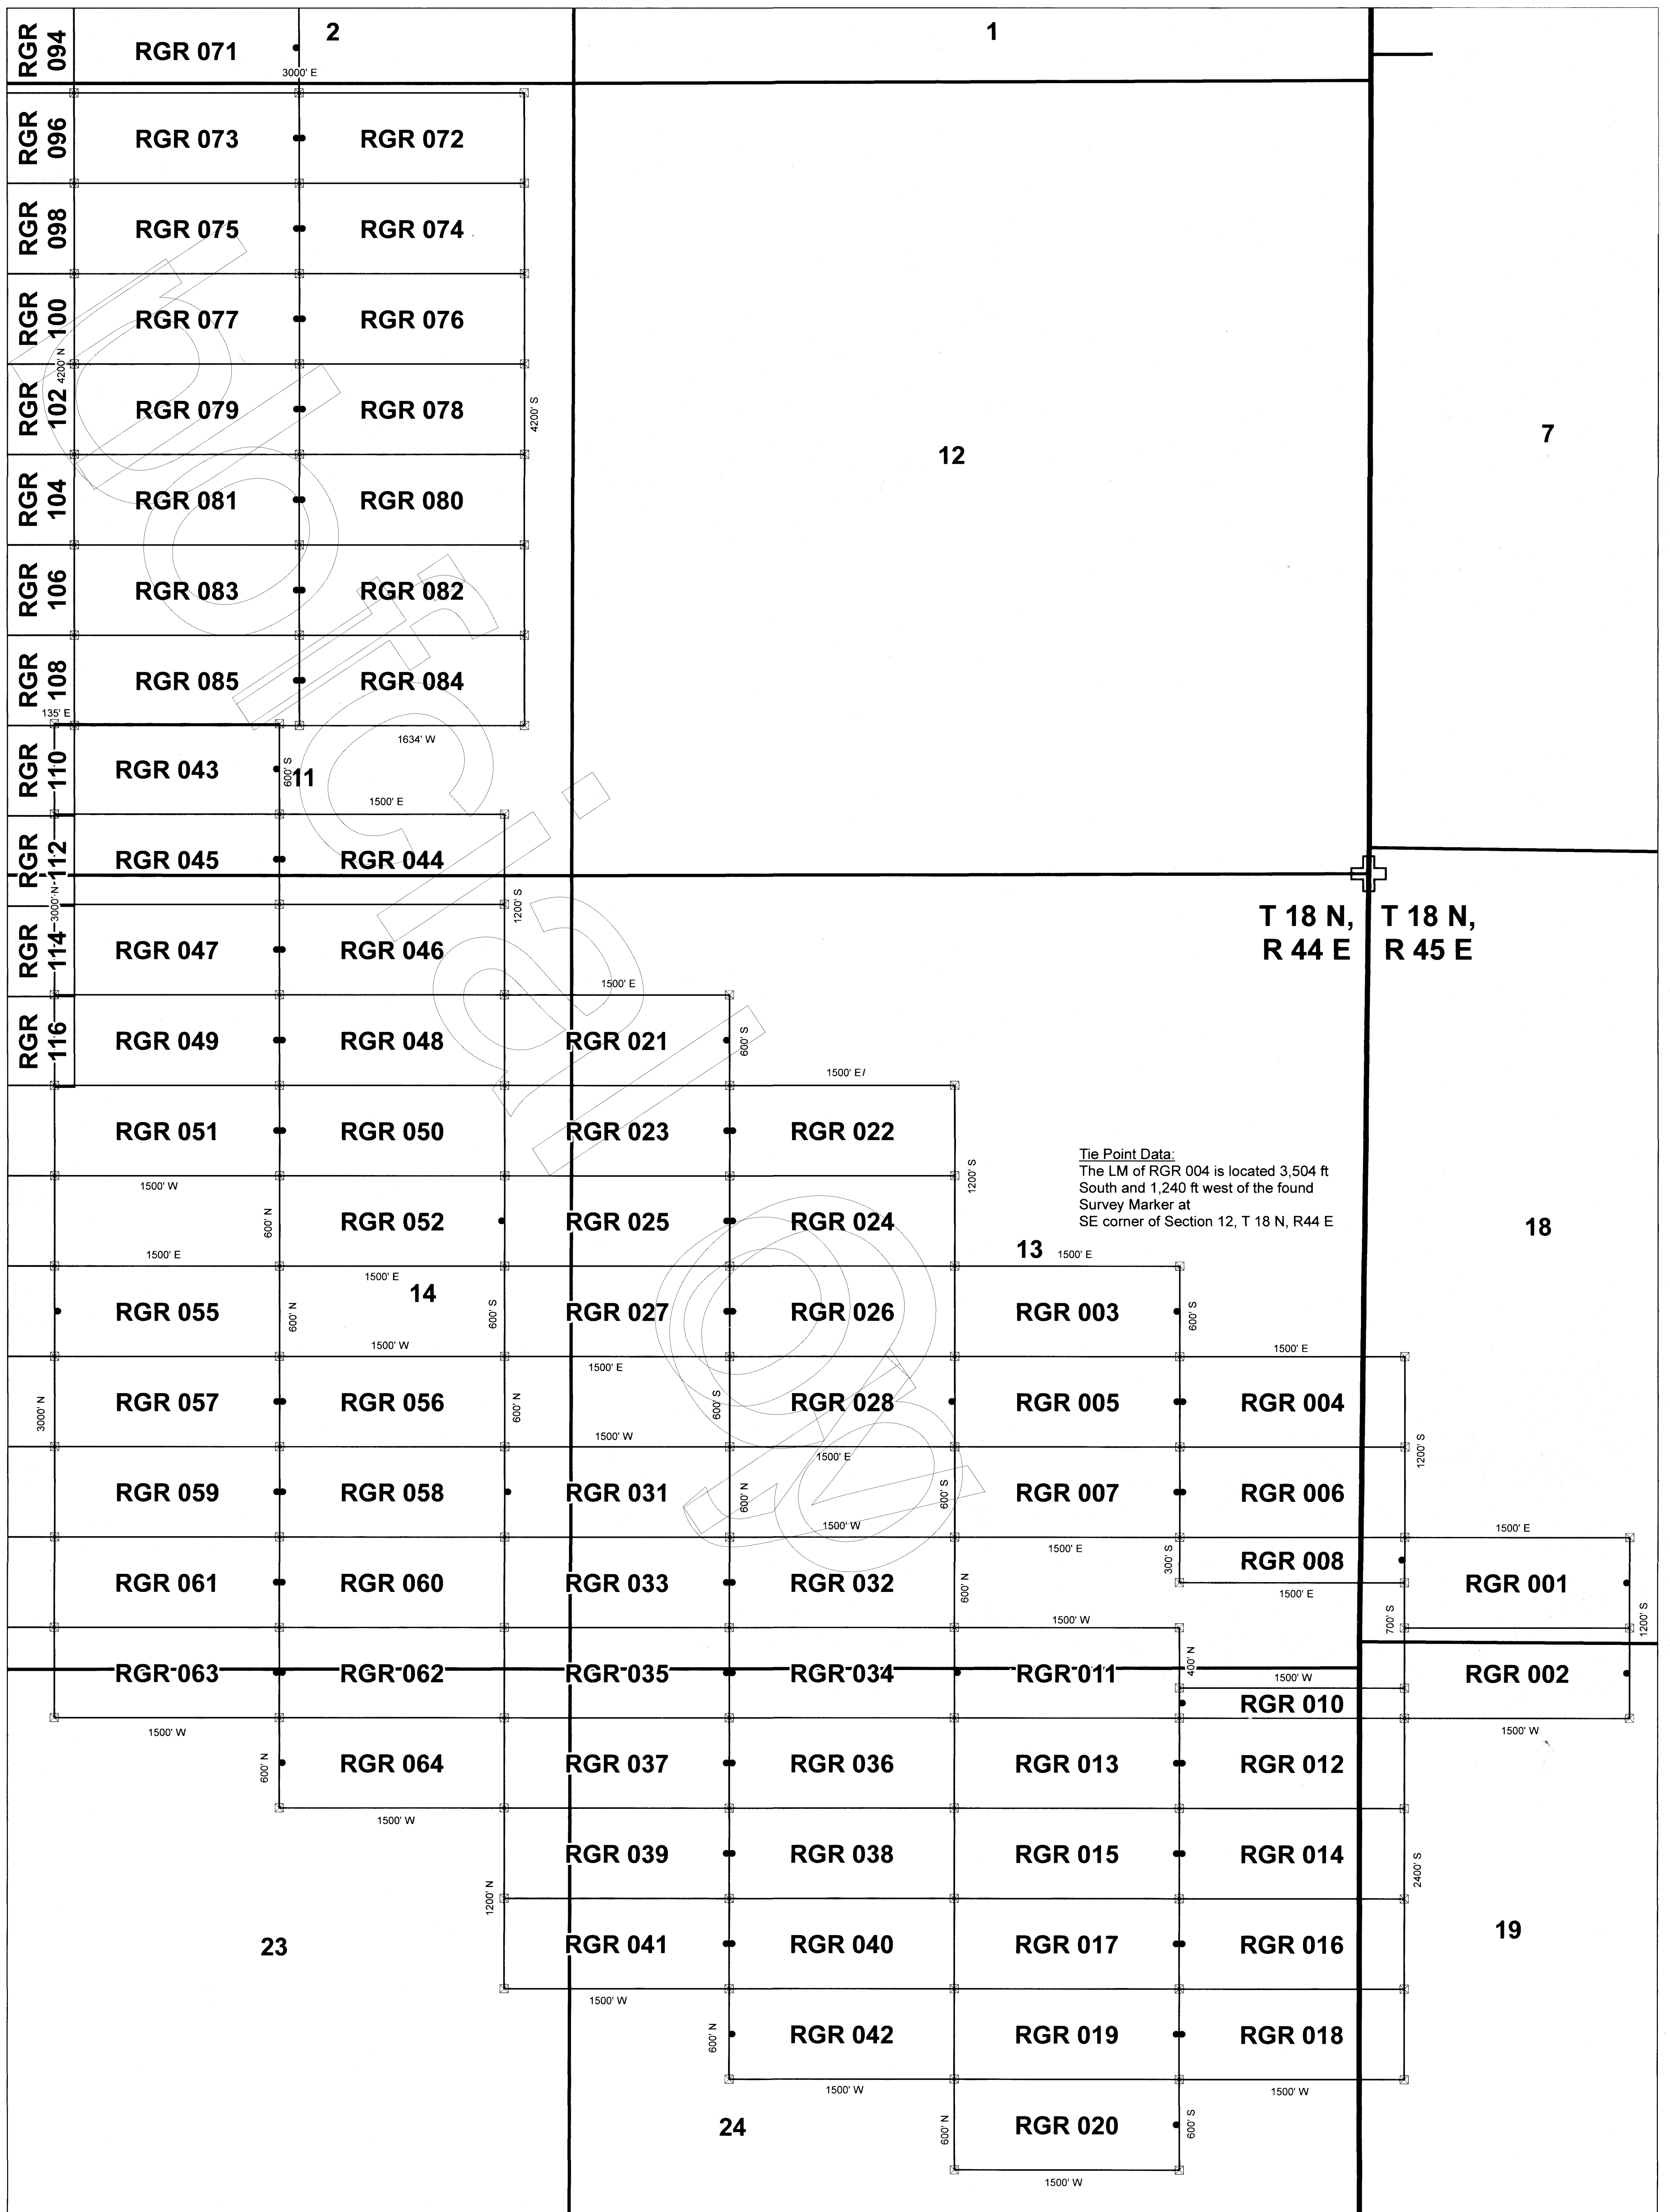 RGR 094
RGR 071
2
1
3000' E
RGR 096
RGR 073
RGR 072
RGR 098
RGR 075
RGR 074
RGR 100
RGR 077
RGR 076
4200' N
RGR 102
RGR 079
RGR 078
4200' S
12
7
RGR 104
RGR 081
RGR 080
RGR 106
RGR 083
RGR 082
RGR 108
RGR 085
RGR 084
135' E
1634' W
RGR 110
RGR 043
600' S
11
1500' E
RGR 112
RGR 045
RGR 044
3000' N
1200' S
T 18 N, R 44 E
T 18 N, R 45 E
RGR 114
RGR 047
RGR 046
1500' E
RGR 116
RGR 049
RGR 048
RGR 021
600' S
1500' E
RGR 051
RGR 050
RGR 023
RGR 022
Tie Point Data:
The LM of RGR 004 is located 3,504 ft
South and 1,240 ft west of the found
Survey Marker at
SE corner of Section 12, T 18 N, R44 E
1500' W
1200' S
600' N
RGR 052
RGR 025
RGR 024
18
1500' E
1500' E
13
1500' E
14
RGR 055
600' N
600' S
RGR 027
RGR 026
RGR 003
600' S
1500' W
1500' E
1500' E
3000' N
RGR 057
RGR 056
600' N
600' S
RGR 028
RGR 005
RGR 004
1500' W
1500' E
1200' S
RGR 059
RGR 058
RGR 031
600' N
600' S
RGR 007
RGR 006
1500' W
1500' E
1500' E
300' S
RGR 008
RGR 061
RGR 060
RGR 033
RGR 032
600' N
1500' E
RGR 001
1500' W
700' S
1200' S
RGR 063
RGR 062
RGR 035
RGR 034
RGR 011
400' N
1500' W
RGR 002
RGR 010
1500' W
1500' W
600' N
RGR 064
RGR 037
RGR 036
RGR 013
RGR 012
1500' W
RGR 039
RGR 038
RGR 015
RGR 014
1200' N
2400' S
23
RGR 041
RGR 040
RGR 017
RGR 016
19
1500' W
600' N
RGR 042
RGR 019
RGR 018
1500' W
1500' W
24
600' N
RGR 020
600' S
1500' W